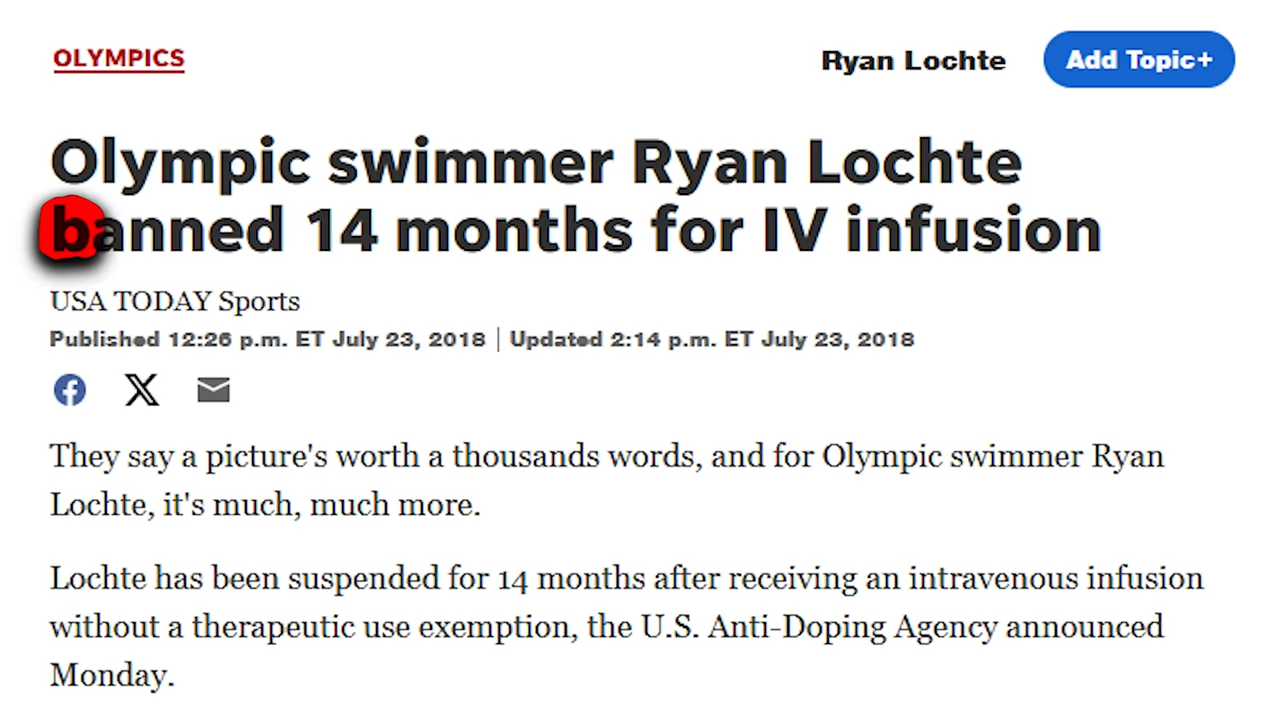 OLYMPICS
Ryan Lochte
Add Topic+
Olympic swimmer Ryan Lochte
banned 14 months for IV infusion
USA TODAY Sports
Published 12:26 p.m. ET July 23, 2018 | Updated 2:14 p.m. ET July 23, 2018
They say a picture's worth a thousands words, and for Olympic swimmer Ryan
Lochte, it's much, much more.
Lochte has been suspended for 14 months after receiving an intravenous infusion
without a therapeutic use exemption, the U.S. Anti-Doping Agency announced
Monday.